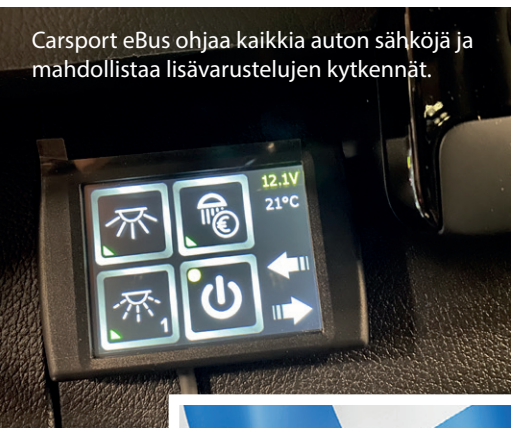 Carsport eBus ohjaa kaikkia auton sähköjä ja
mahdollistaa lisävarustelujen kytkennät.
12.1V
21°C
€
1